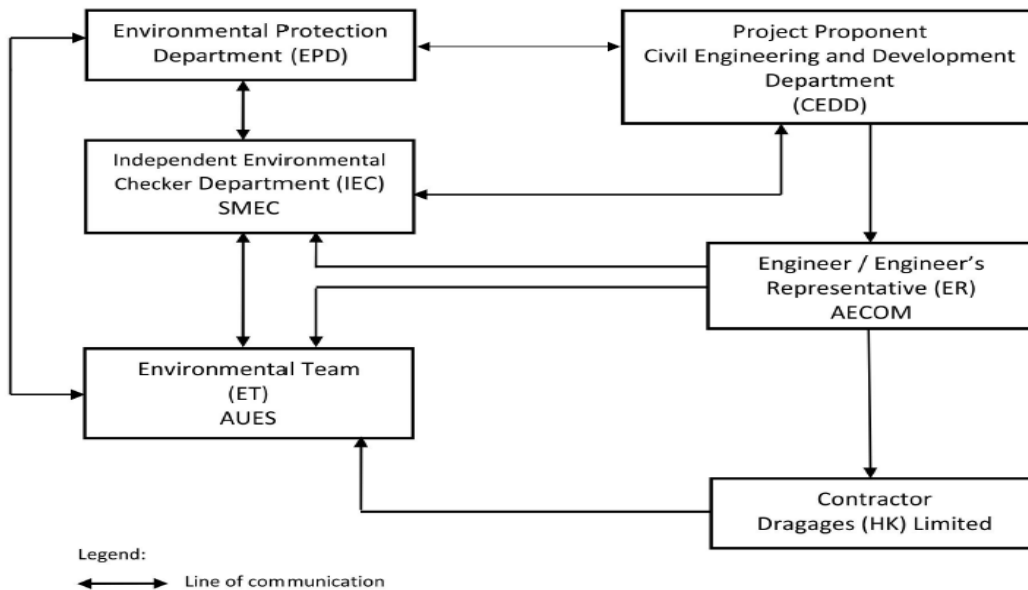 Environmental Protection
Department (EPD)
Project Proponent
Civil Engineering and Development
Department
(CEDD)
Independent Environmental
Checker Department (IEC)
SMEC
Engineer / Engineer's
Representative (ER)
AECOM
Environmental Team
(ET)
AUES
Contractor
Dragages (HK) Limited
Legend:
Line of communication